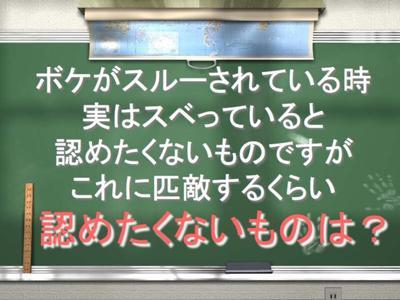 ボケがスルーされている時
実はスベっていると
認めたくないものですが
これに匹敵するくらい
認めたくないものは？